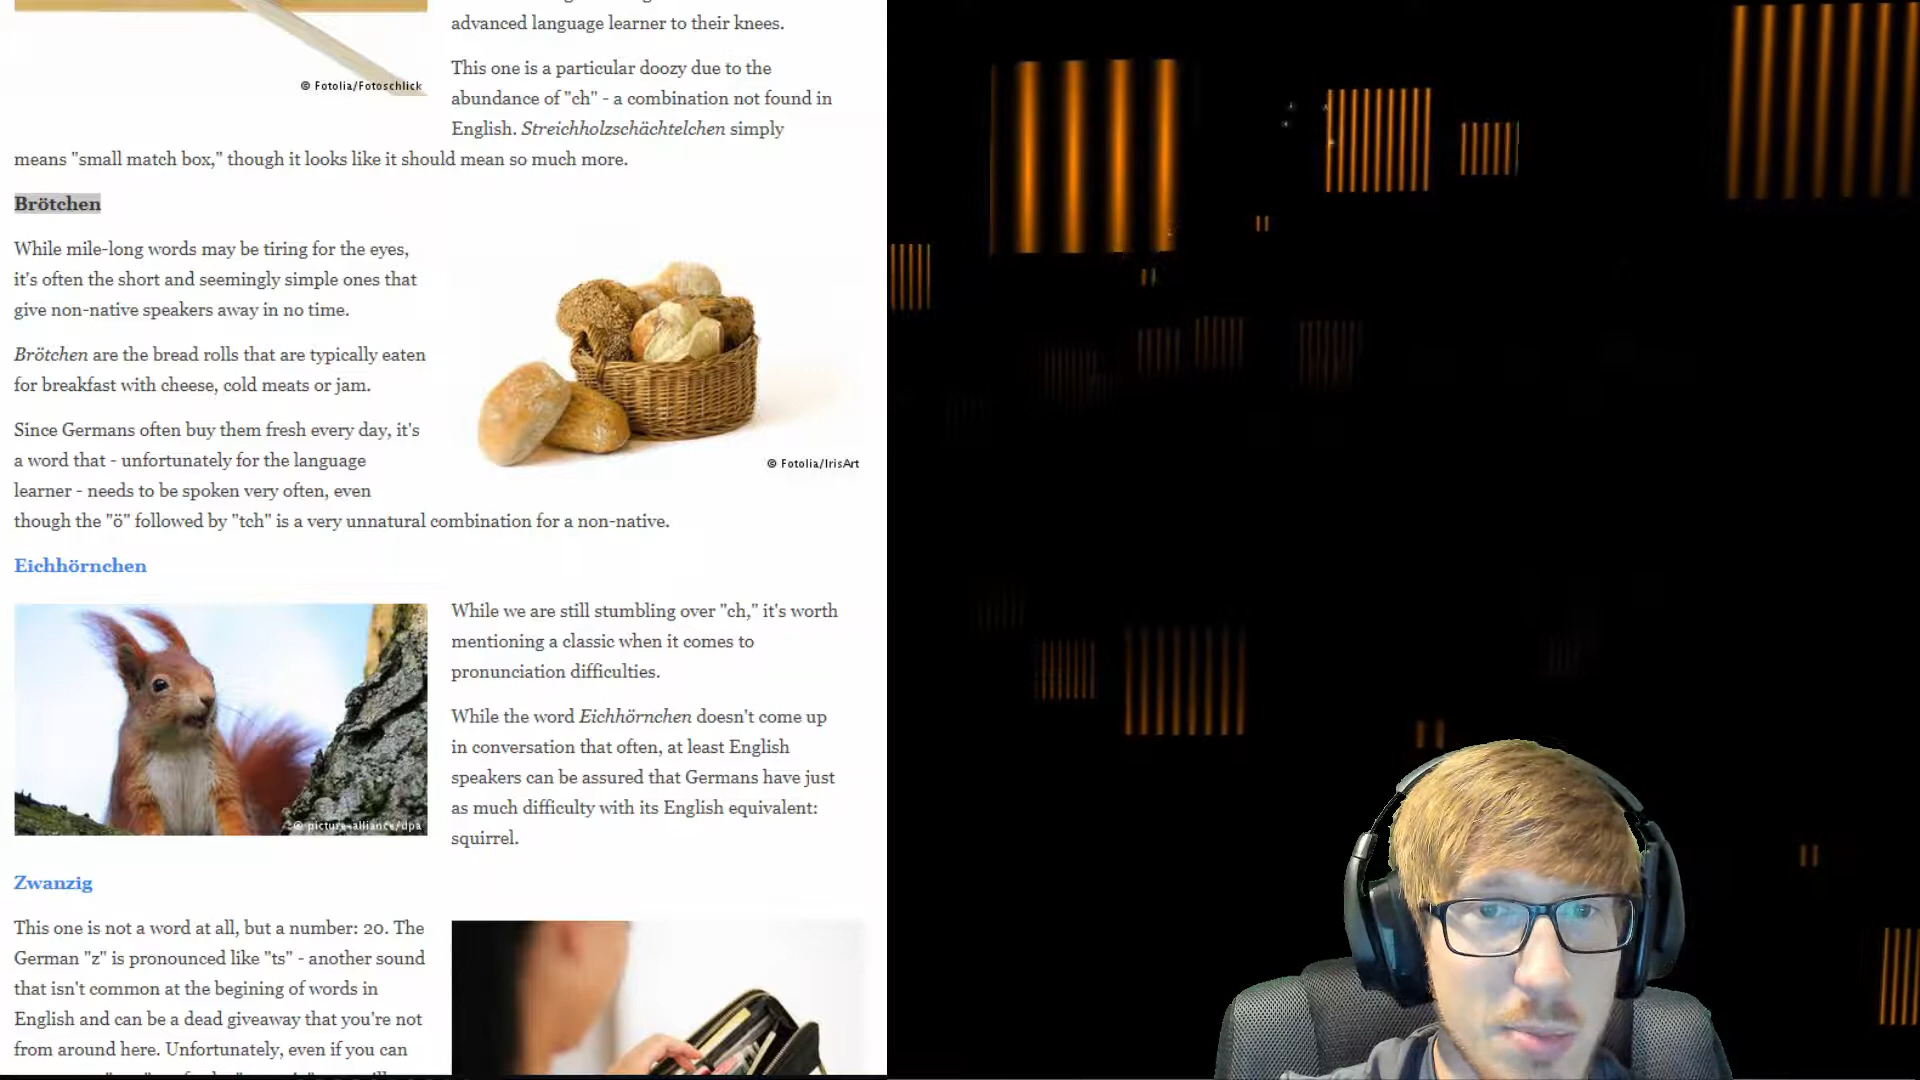 advanced language learner to their knees.
© Fotolia/Fotoschlick
This one is a particular doozy due to the
abundance of "ch" - a combination not found in
English. Streichholzschächtelchen simply
means "small match box," though it looks like it should mean so much more.
Brötchen
While mile-long words may be tiring for the eyes,
it's often the short and seemingly simple ones that
give non-native speakers away in no time.
Brötchen are the bread rolls that are typically eaten
for breakfast with cheese, cold meats or jam.
Since Germans often buy them fresh every day, it's
a word that - unfortunately for the language
learner - needs to be spoken very often, even
though the "ö" followed by "tch" is a very unnatural combination for a non-native.
© Fotolia/IrisArt
Eichhörnchen
While we are still stumbling over "ch," it's worth
mentioning a classic when it comes to
pronunciation difficulties.
While the word Eichhörnchen doesn't come up
in conversation that often, at least English
speakers can be assured that Germans have just
as much difficulty with its English equivalent:
squirrel.
© picture-alliance/dpa
Zwanzig
This one is not a word at all, but a number: 20. The
German "z" is pronounced like "ts" - another sound
that isn't common at the begining of words in
English and can be a dead giveaway that you're not
from around here. Unfortunately, even if you can